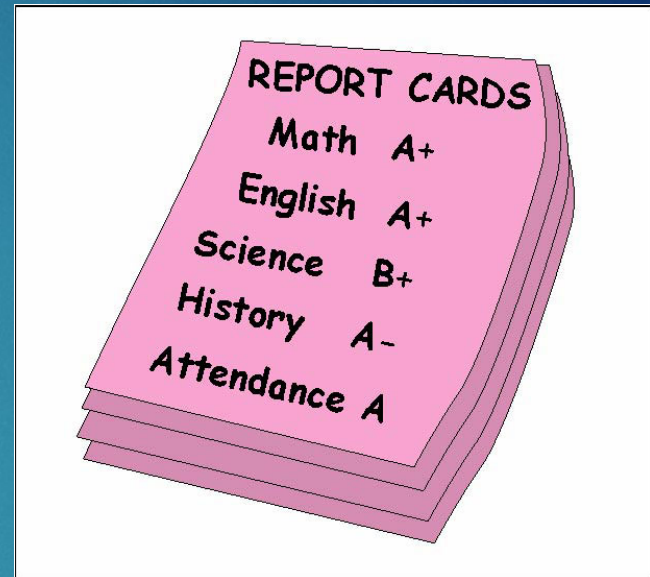 REPORT CARDS
Math A+
English A+
Science B+
History A-
Attendance A